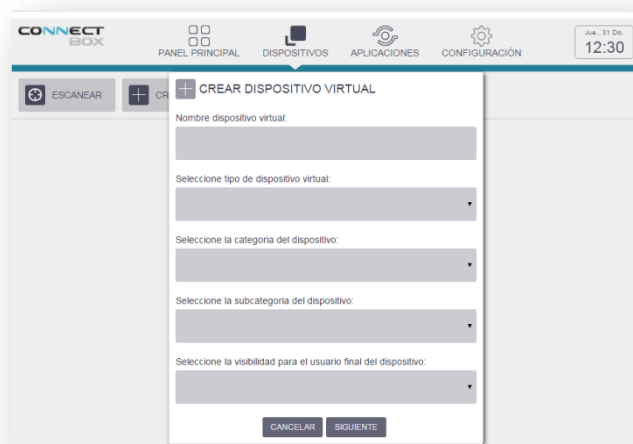 CONNECT
BOX
PANEL PRINCIPAL
DISPOSITIVOS
APLICACIONES
CONFIGURACIÓN
Jue., 31 Dic.
12:30
ESCANEAR
CR
CREAR DISPOSITIVO VIRTUAL
Nombre dispositivo virtual:
Seleccione tipo de dispositivo virtual:
Seleccione la categoria del dispositivo:
Seleccione la subcategoria del dispositivo:
Seleccione la visibilidad para el usuario final del dispositivo:
CANCELAR
SIGUIENTE